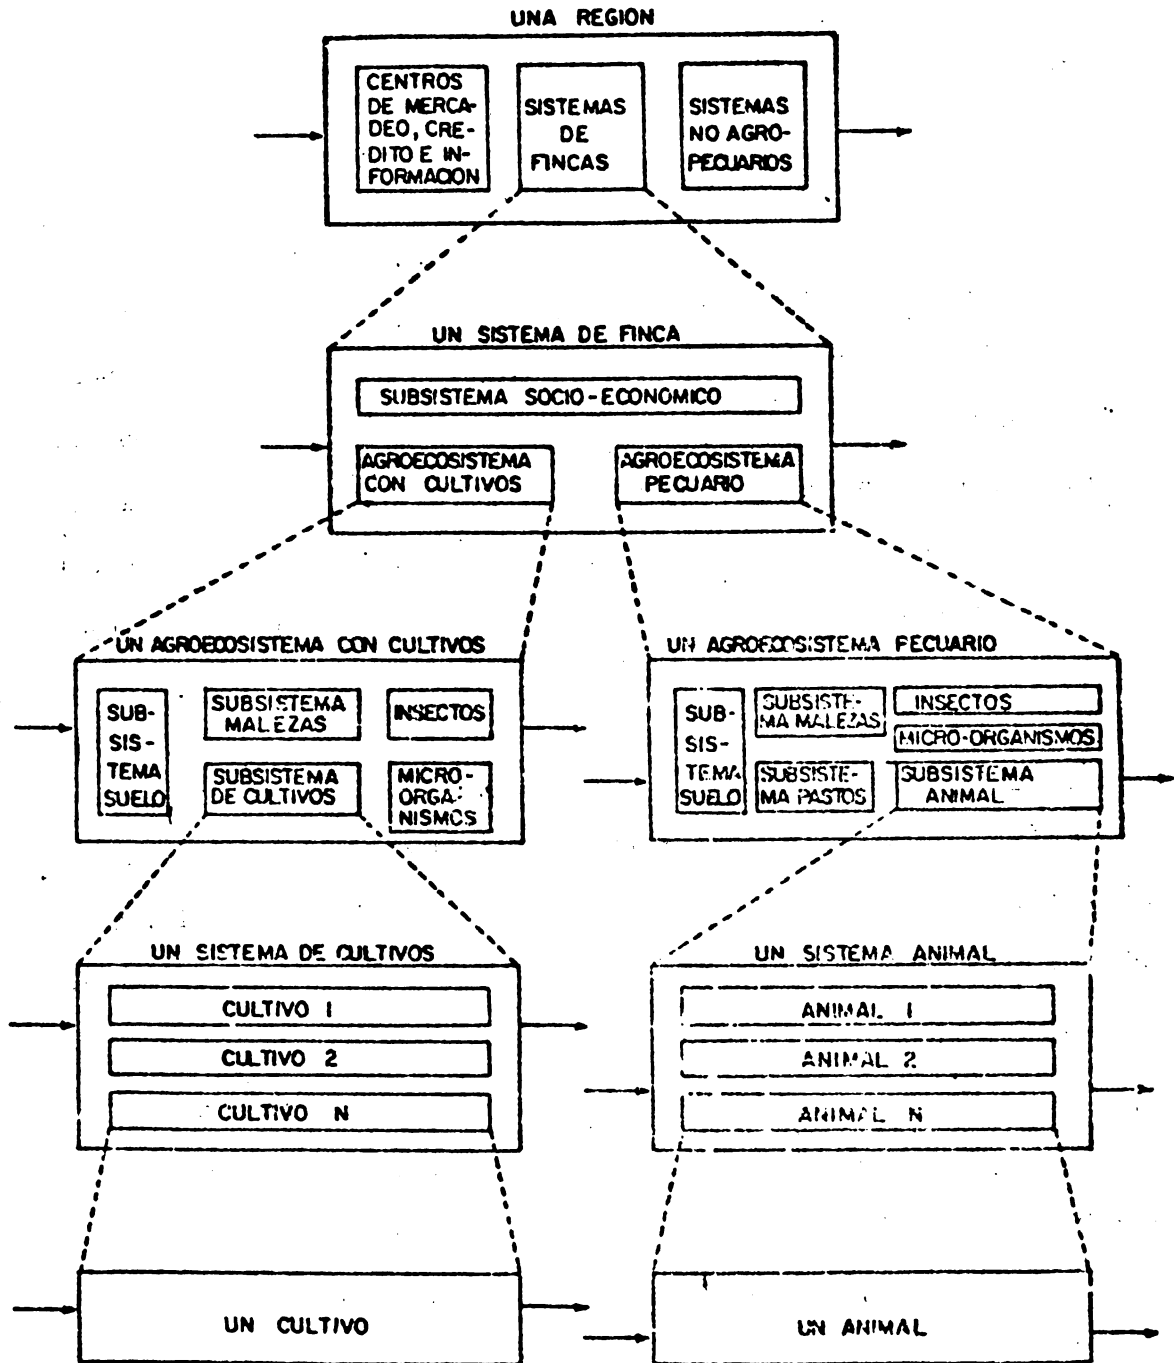 UNA REGION
CENTROS
DE MERCA-
DEO, CRE-
DITO E IN-
FORMACION
SISTEMAS
DE
FINCAS
SISTEMAS
NO AGRO-
PECUARIOS
UN SISTEMA DE FINCA
SUBSISTEMA SOCIO-ECONOMICO
AGROECOSISTEMA
CON CULTIVOS
AGROECOSISTEMA
PECUARIO
UN AGROECOSISTEMA CON CULTIVOS
SUB-
SIS-
TEMA
SUELO
SUBSISTEMA
MALEZAS
INSECTOS
SUBSISTEMA
DE CULTIVOS
MICRO-
ORGA-
NISMOS
UN AGROECOSISTEMA PECUARIO
SUB-
SIS-
TEMA
SUELO
SUBSISTE-
MA MALEZAS
INSECTOS
MICRO-ORGANISMOS
SUBSISTE-
MA PASTOS
SUBSISTEMA
ANIMAL
UN SISTEMA DE CULTIVOS
CULTIVO 1
CULTIVO 2
CULTIVO N
UN SISTEMA ANIMAL
ANIMAL 1
ANIMAL 2
ANIMAL N
UN CULTIVO
UN ANIMAL